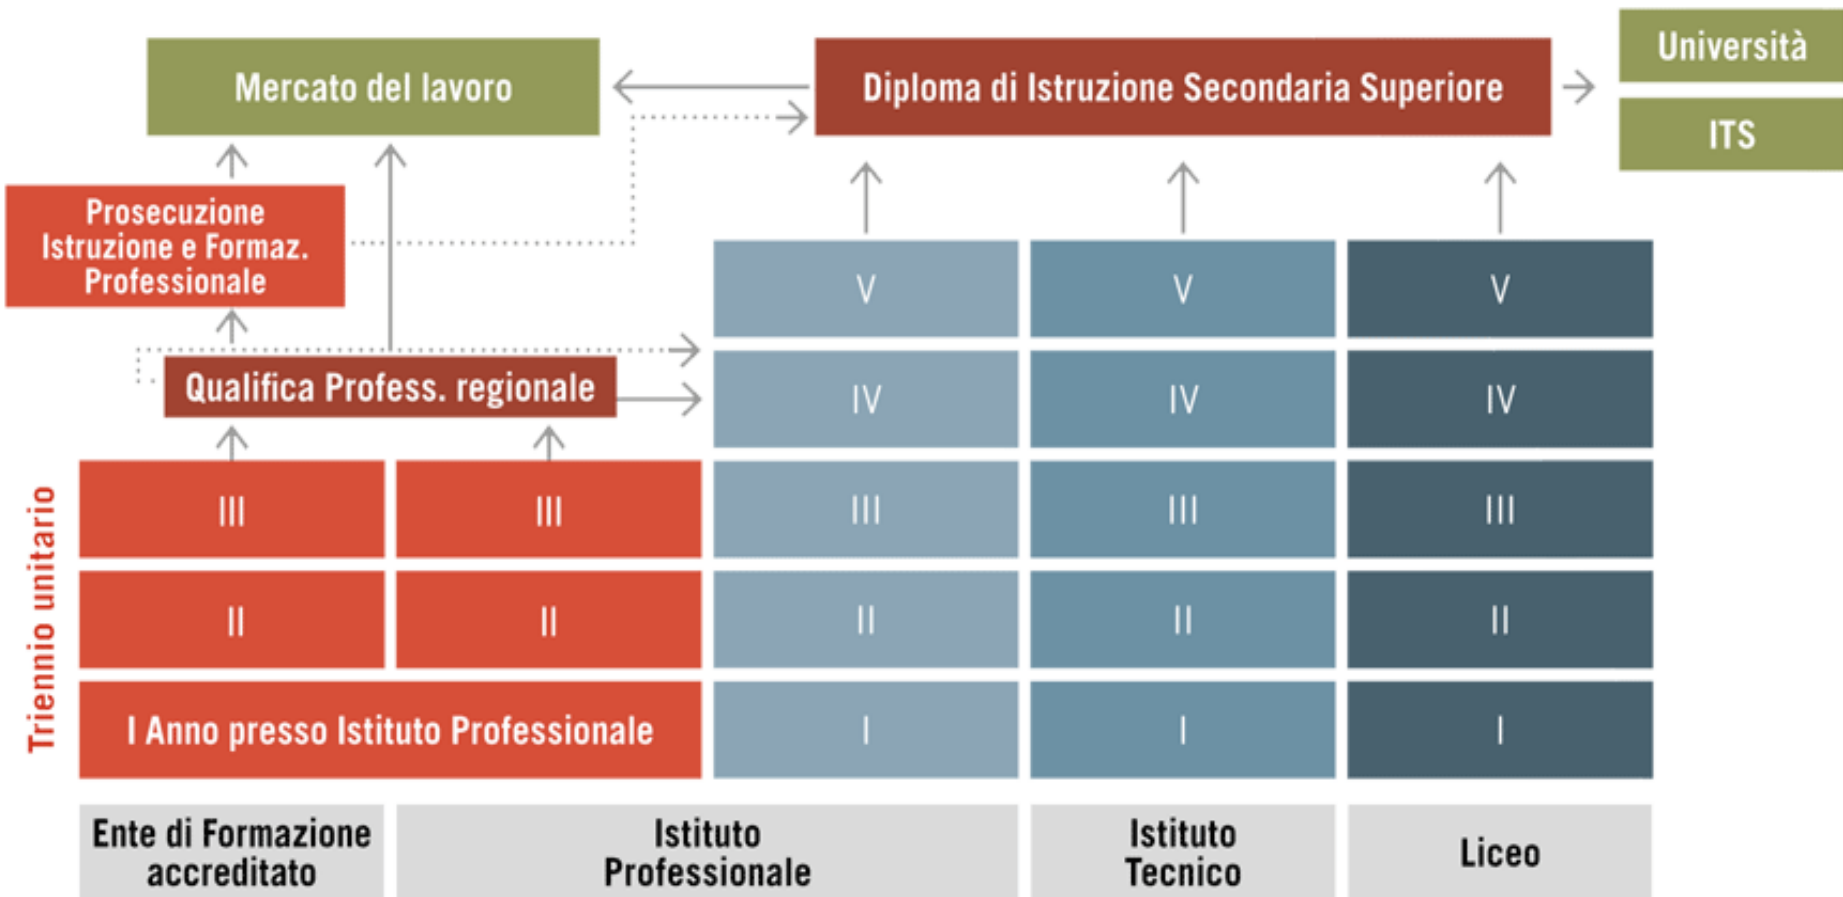 Università
Mercato del lavoro
Diploma di Istruzione Secondaria Superiore
ITS
Prosecuzione
Istruzione e Formaz.
Professionale
V
V
V
Qualifica Profess. regionale
IV
IV
IV
Triennio unitario
III
III
III
III
III
II
II
II
II
II
I Anno presso Istituto Professionale
I
I
I
Ente di Formazione
accreditato
Istituto
Professionale
Istituto
Tecnico
Liceo